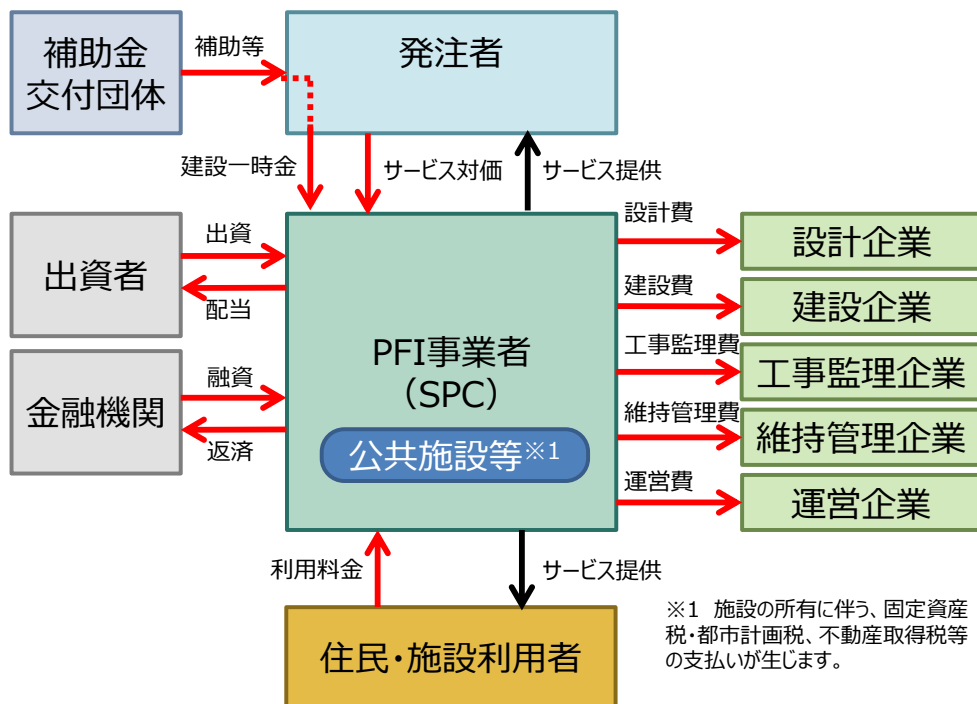 補助金
交付団体
補助等
発注者
建設一時金
サービス対価
サービス提供
出資者
出資
配当
金融機関
融資
返済
PFI事業者
（SPC）
公共施設等※1
設計費
設計企業
建設費
建設企業
工事監理費
工事監理企業
維持管理費
維持管理企業
運営費
運営企業
利用料金
サービス提供
住民・施設利用者
※1 施設の所有に伴う、固定資産
税・都市計画税、不動産取得税等
の支払いが生じます。